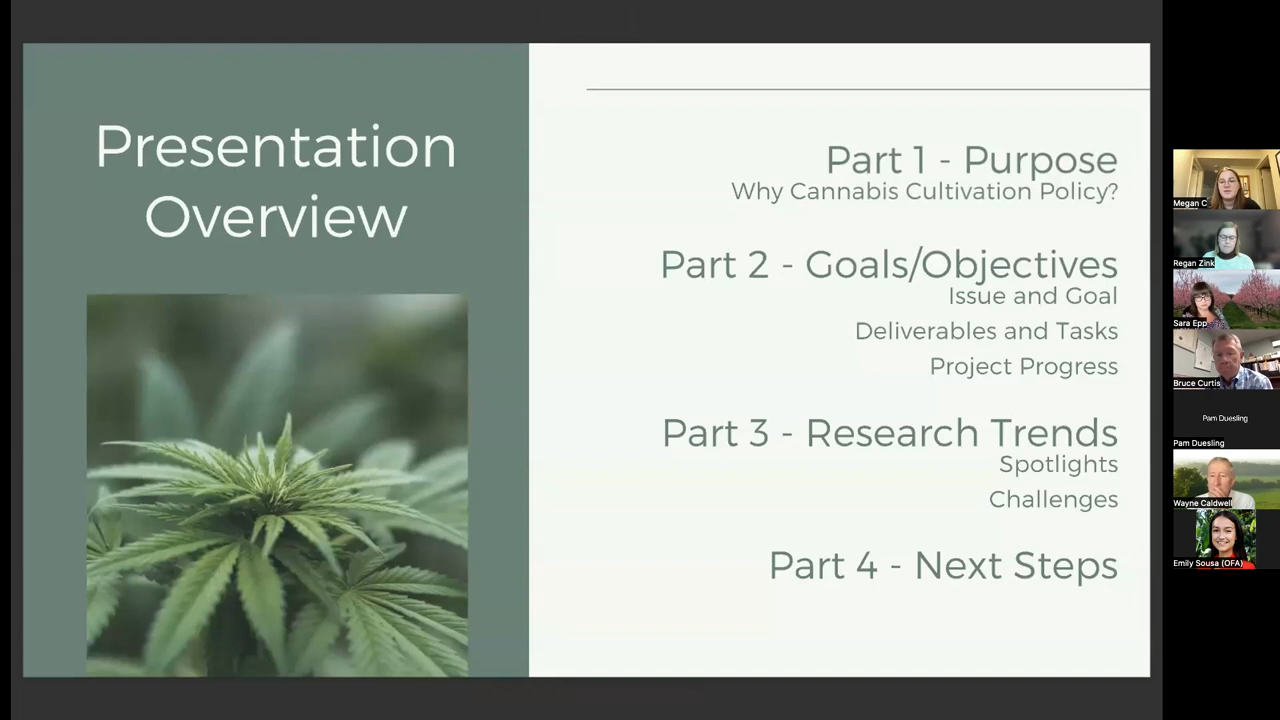 Presentation
Overview
Part 1 - Purpose
Why Cannabis Cultivation Policy?
Part 2 - Goals/Objectives
Issue and Goal
Deliverables and Tasks
Project Progress
Part 3 - Research Trends
Spotlights
Challenges
Part 4 - Next Steps
Megan C
Regan Zink
Sara Epp
Bruce Curtis
Pam Duesling
Pam Duesling
Wayne Caldwell
Emily Sousa (OFA)